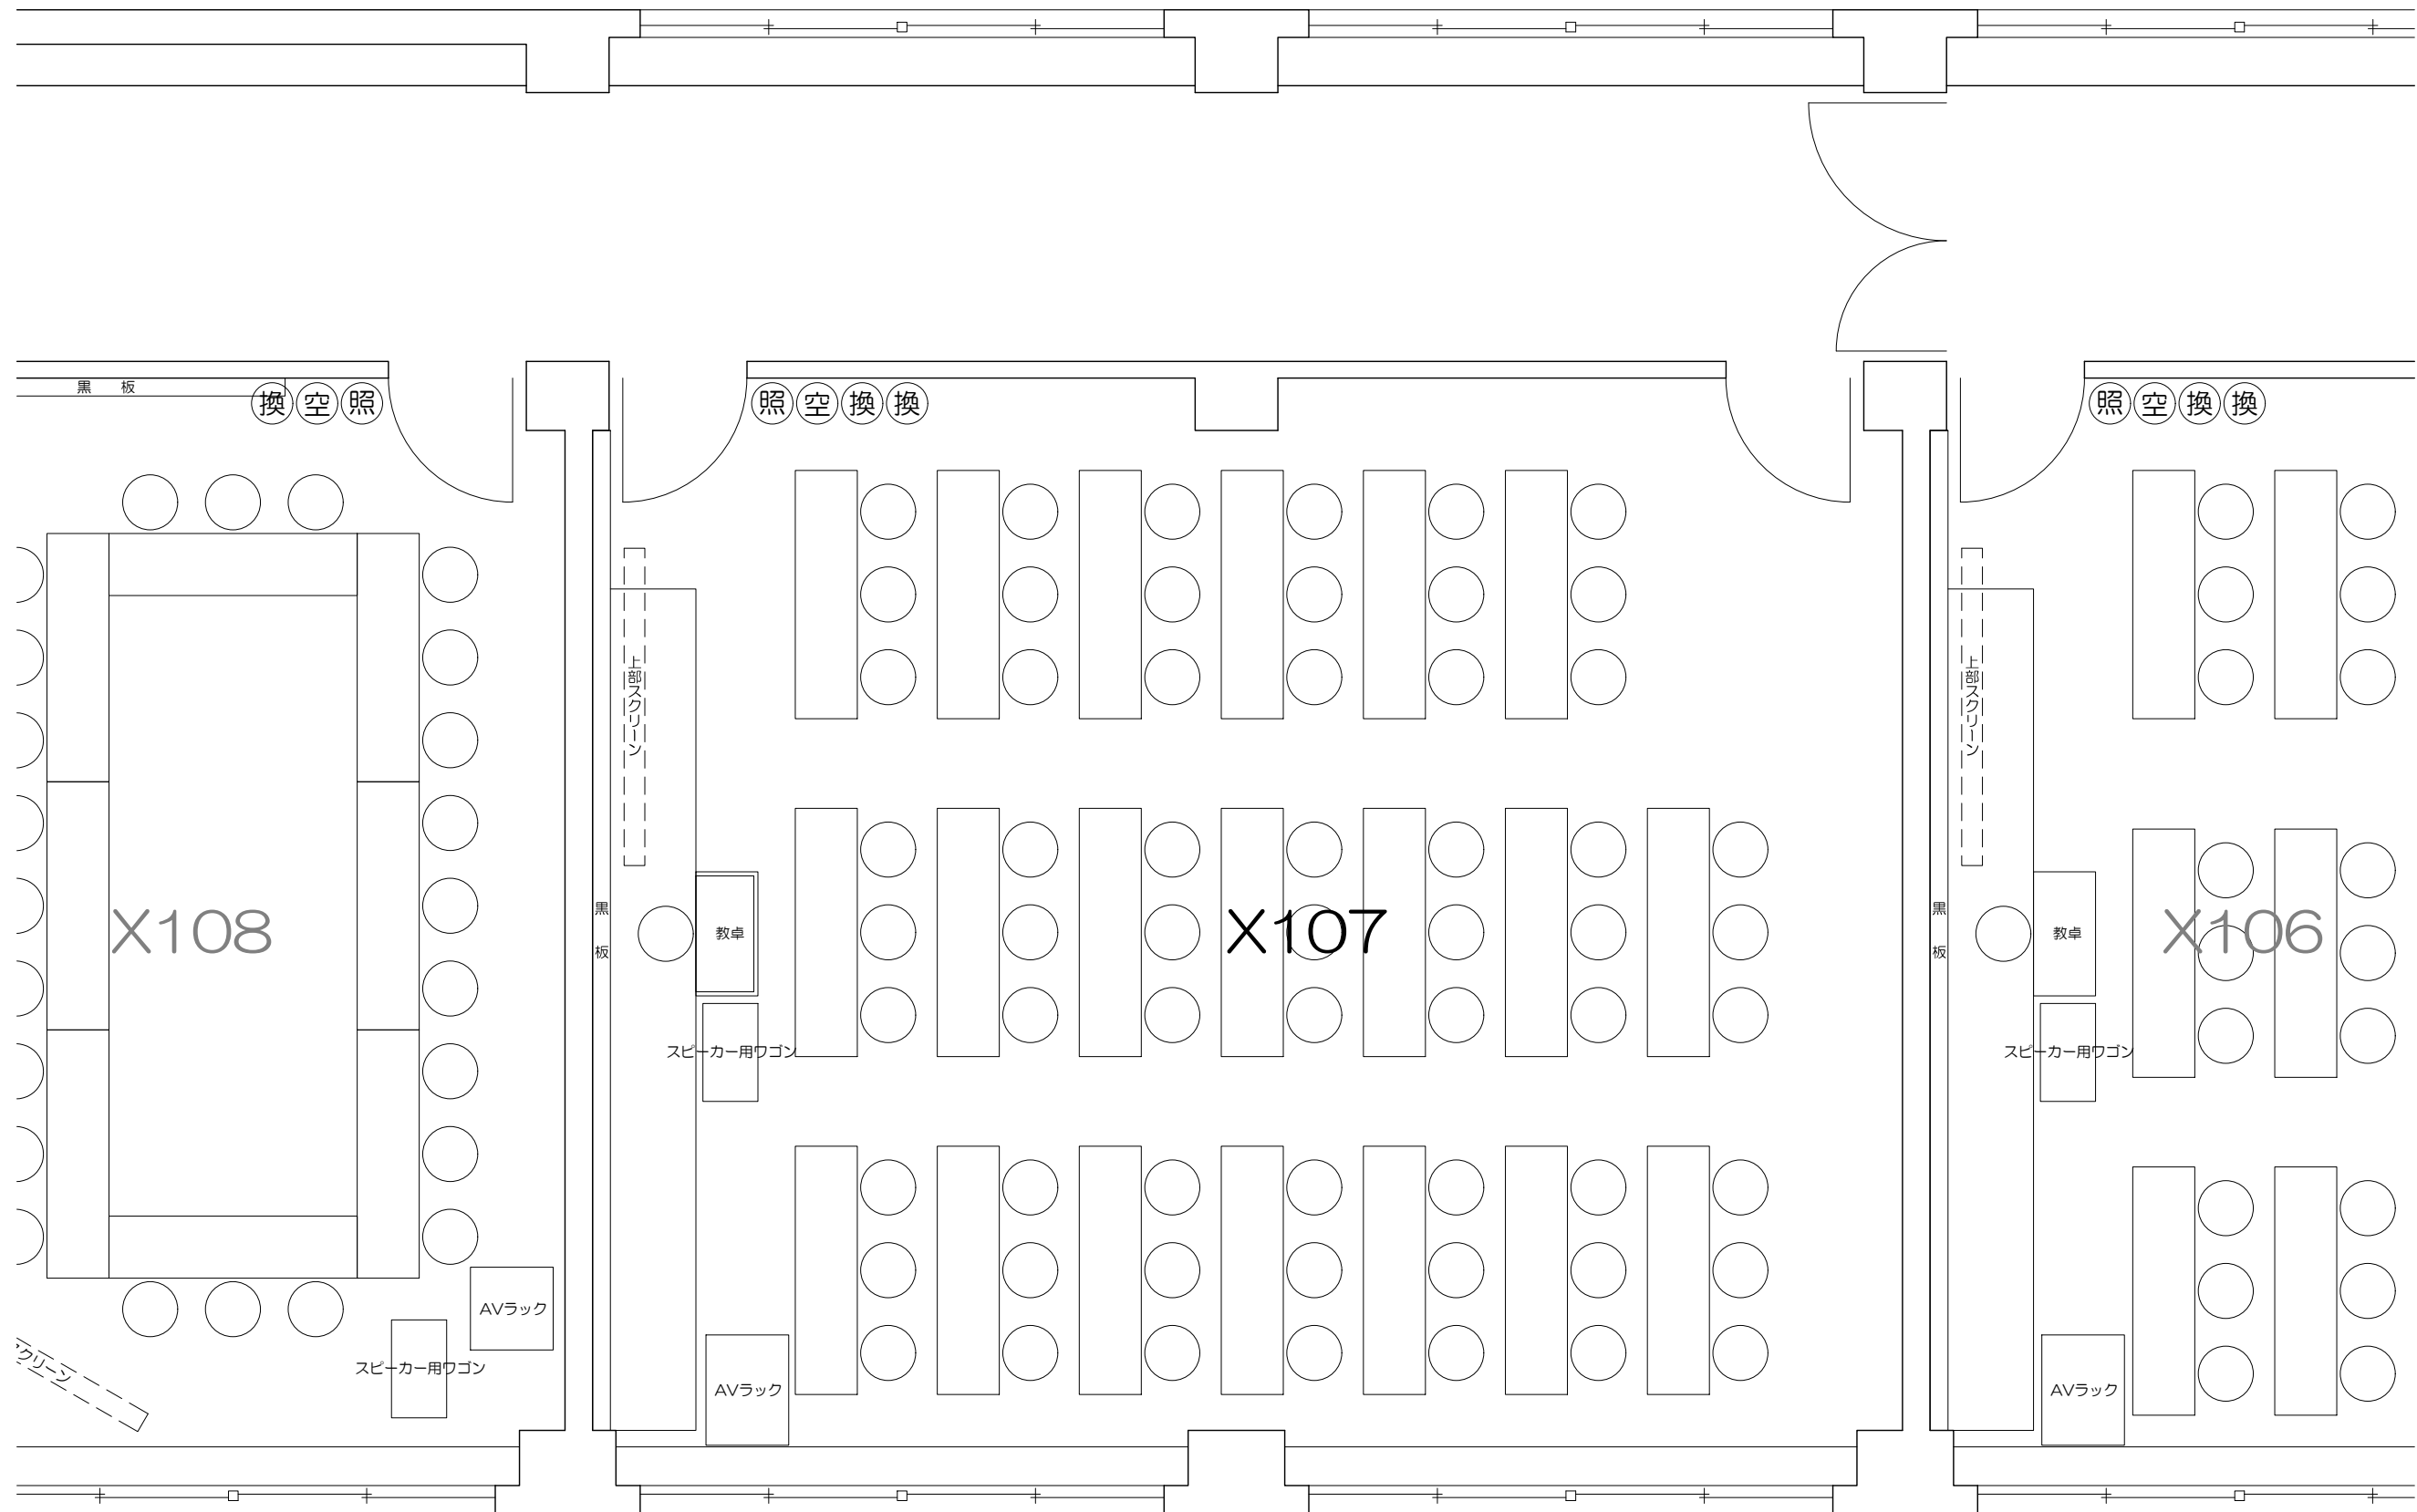 黒 板
換 空 照
照 空 換 換
照 空 換 換
上部スクリーン
上部スクリーン
X108
黒 板
教卓
X107
黒 板
教卓
X106
スピーカー用ワゴン
スピーカー用ワゴン
AVラック
スピーカー用ワゴン
クリーン
AVラック
AVラック